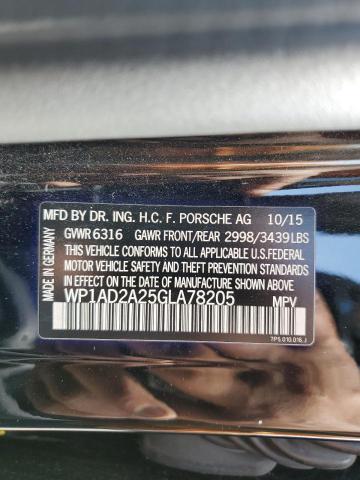 MFD BY DR. ING. H.C. F. PORSCHE AG 10/15
GVWR 6316 GAWR FRONT/REAR 2998/3439 LBS
THIS VEHICLE CONFORMS TO ALL APPLICABLE U.S.FEDERAL
MOTOR VEHICLE SAFETY AND THEFT PREVENTION STANDARDS
IN EFFECT ON THE DATE OF MANUFACTURE SHOWN ABOVE.
WP1AD2A25GLA78205 MPV
7P5.010.016.J
MADE IN GERMANY